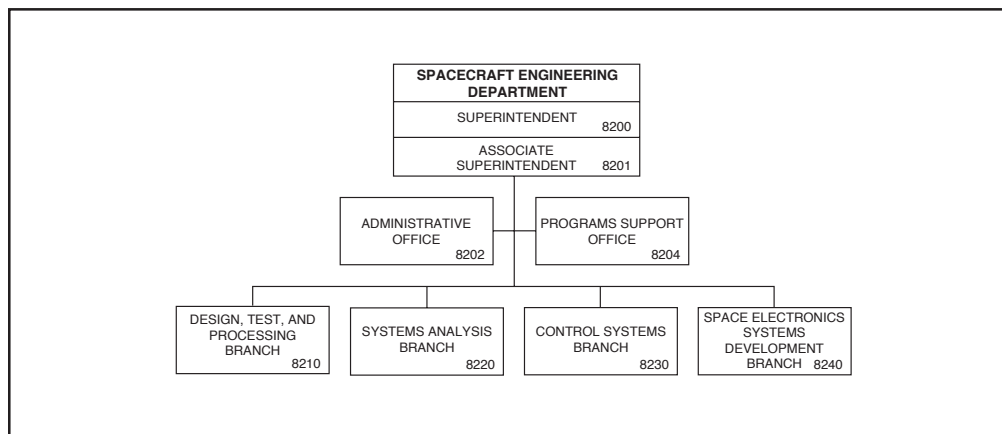 SPACECRAFT ENGINEERING
DEPARTMENT
SUPERINTENDENT
8200
ASSOCIATE
SUPERINTENDENT
8201
ADMINISTRATIVE
OFFICE
8202
PROGRAMS SUPPORT
OFFICE
8204
DESIGN, TEST, AND
PROCESSING
BRANCH
8210
SYSTEMS ANALYSIS
BRANCH
8220
CONTROL SYSTEMS
BRANCH
8230
SPACE ELECTRONICS
SYSTEMS
DEVELOPMENT
BRANCH 8240